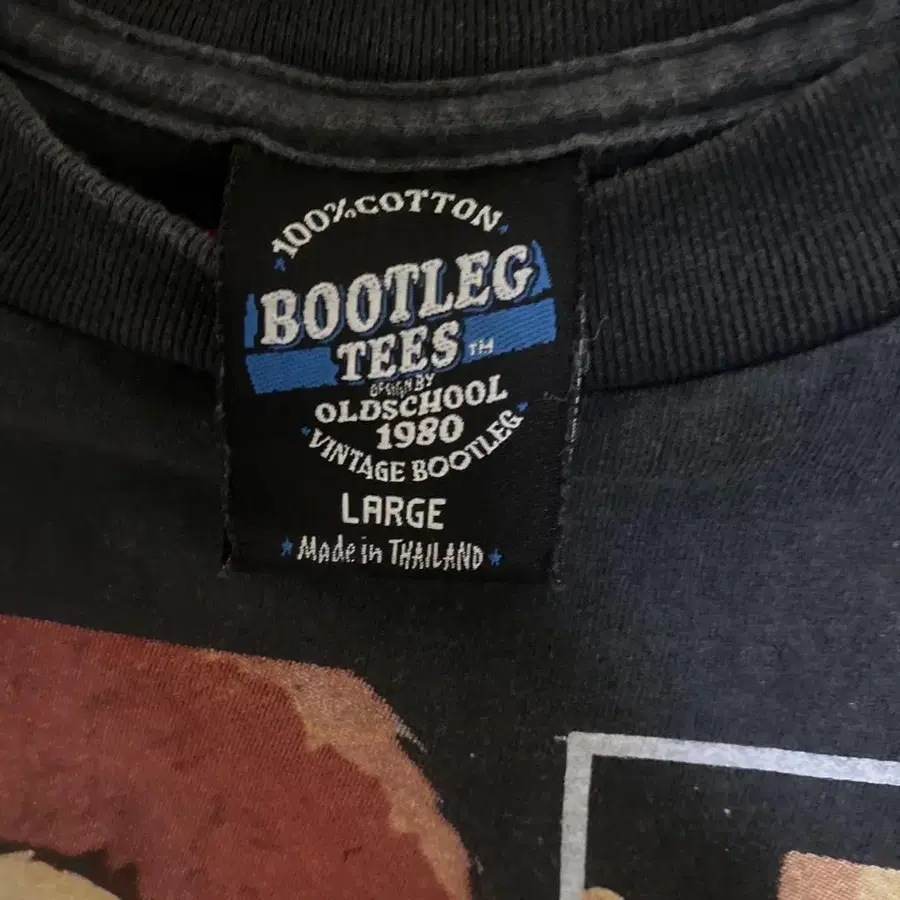 100% COTTON
BOOTLEG
TEES TM
DESIGN BY
OLDSCHOOL
1980
VINTAGE BOOTLEG
LARGE
Made in THAILAND